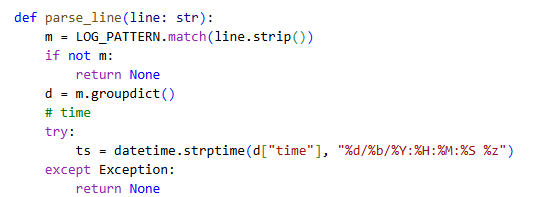 def parse_line(line: str):
    m = LOG_PATTERN.match(line.strip())
    if not m:
        return None
    d = m.groupdict()
    # time
    try:
        ts = datetime.strptime(d["time"], "%d/%b/%Y:%H:%M:%S %z")
    except Exception:
        return None